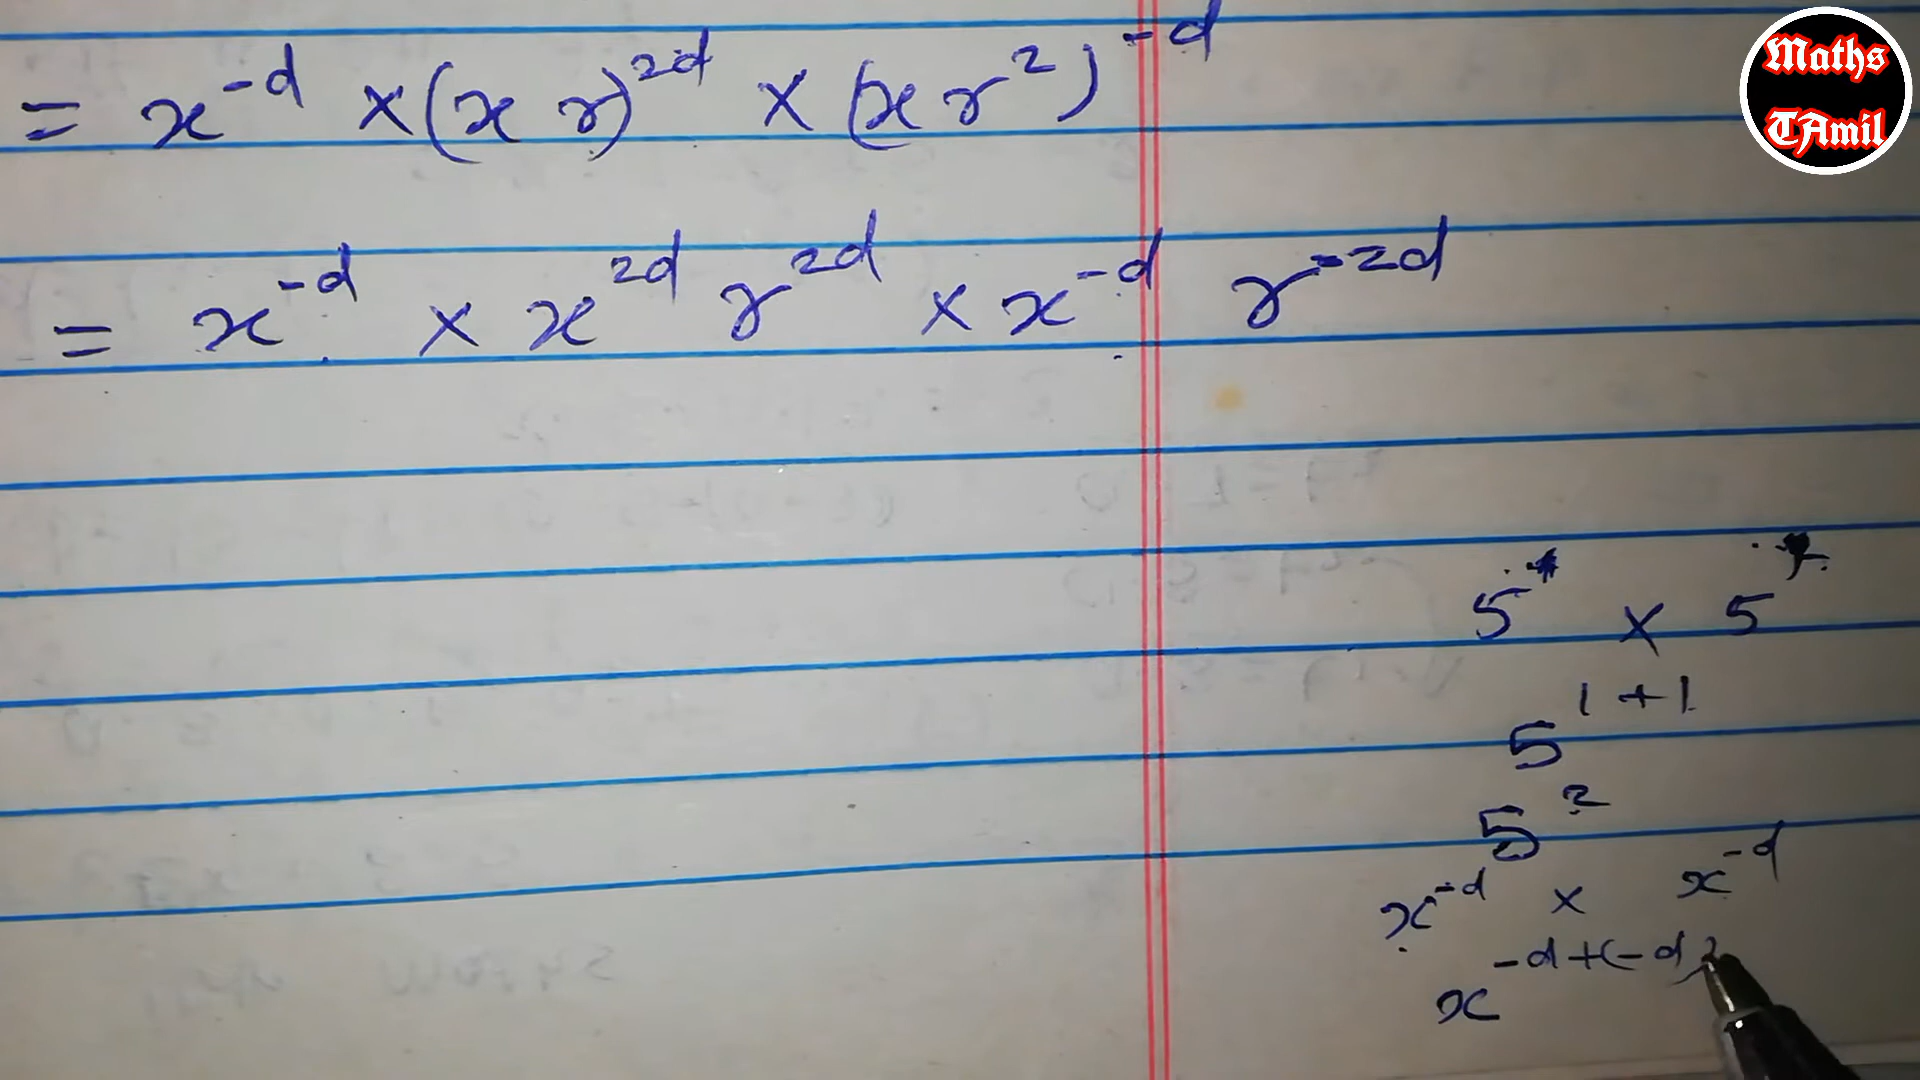 = x^{-d} × (x r)^{2d} × (x r^2)^{-d}
= x^{-d} × x^{2d} r^{2d} × x^{-d} r^{-2d}
5 × 5
5^{1+1}
5^2
x^{-d} × x^{-d}
x^{-d+(-d)}
Maths
TAmil